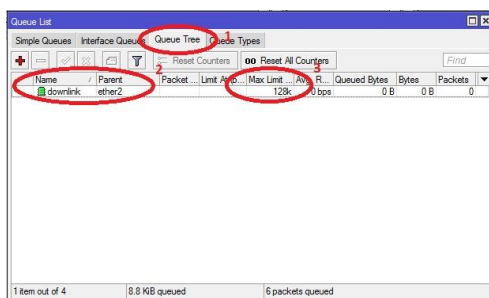 Queue List
Simple Queues Interface Queues Queue Tree Queue Types
1
Reset Counters 00 Reset All Counters Find
2 3
Name Parent Packet ... Limit At (b... Max Limit ... Avg. R... Queued Bytes Bytes Packets
downlink ether2 128k 0 bps 0 B 0 B 0
1 item out of 4 8.8 KiB queued 6 packets queued